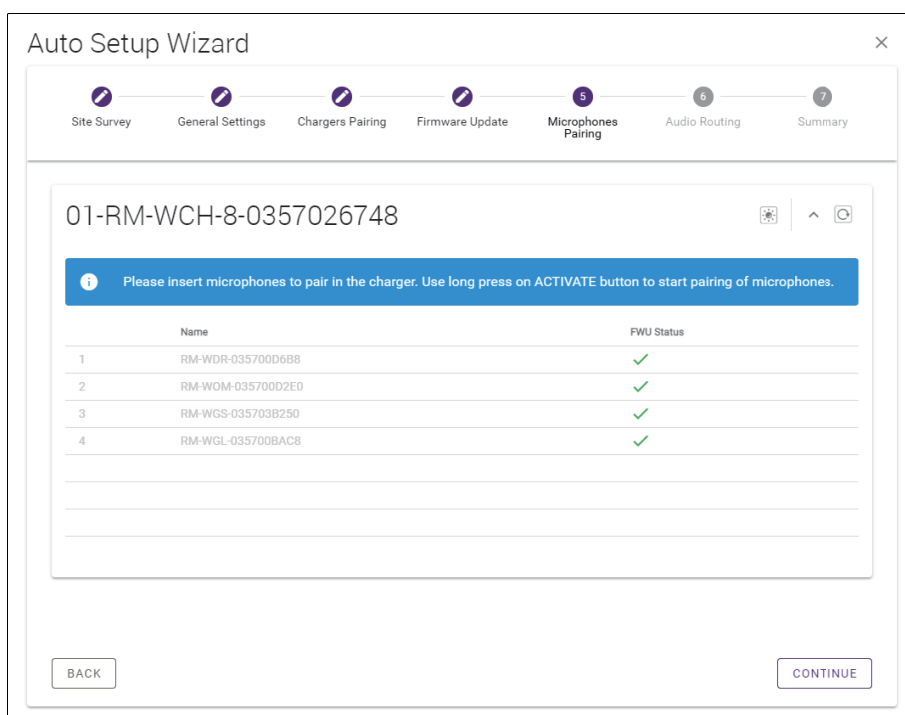 Auto Setup Wizard
5 6 7
Site Survey General Settings Chargers Pairing Firmware Update Microphones Pairing Audio Routing Summary
01-RM-WCH-8-0357026748
i Please insert microphones to pair in the charger. Use long press on ACTIVATE button to start pairing of microphones.
Name FWU Status
1 RM-WDR-035700D6B8
2 RM-WOM-035700D2E0
3 RM-WGS-035703B250
4 RM-WGL-035700BAC8
BACK CONTINUE